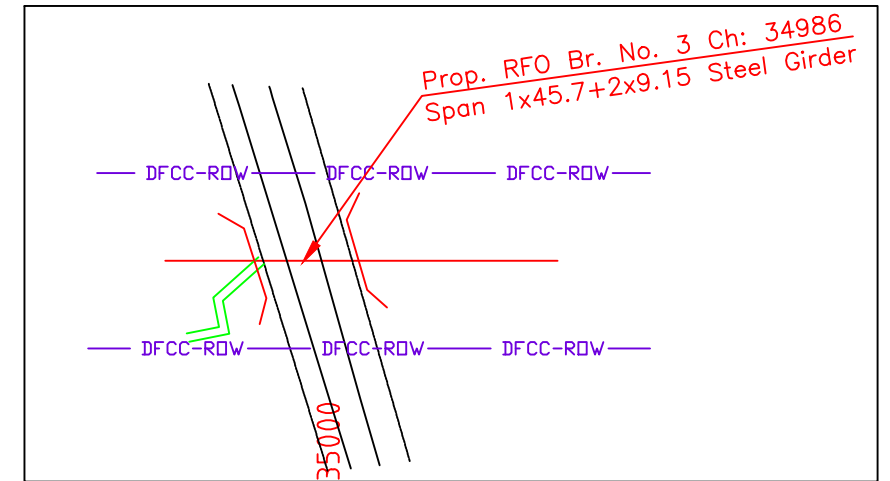 Prop. RFO Br. No. 3 Ch: 34986
Span 1x45.7+2x9.15 Steel Girder
DFCC-ROW DFCC-ROW DFCC-ROW
DFCC-ROW DFCC-ROW DFCC-ROW
35000